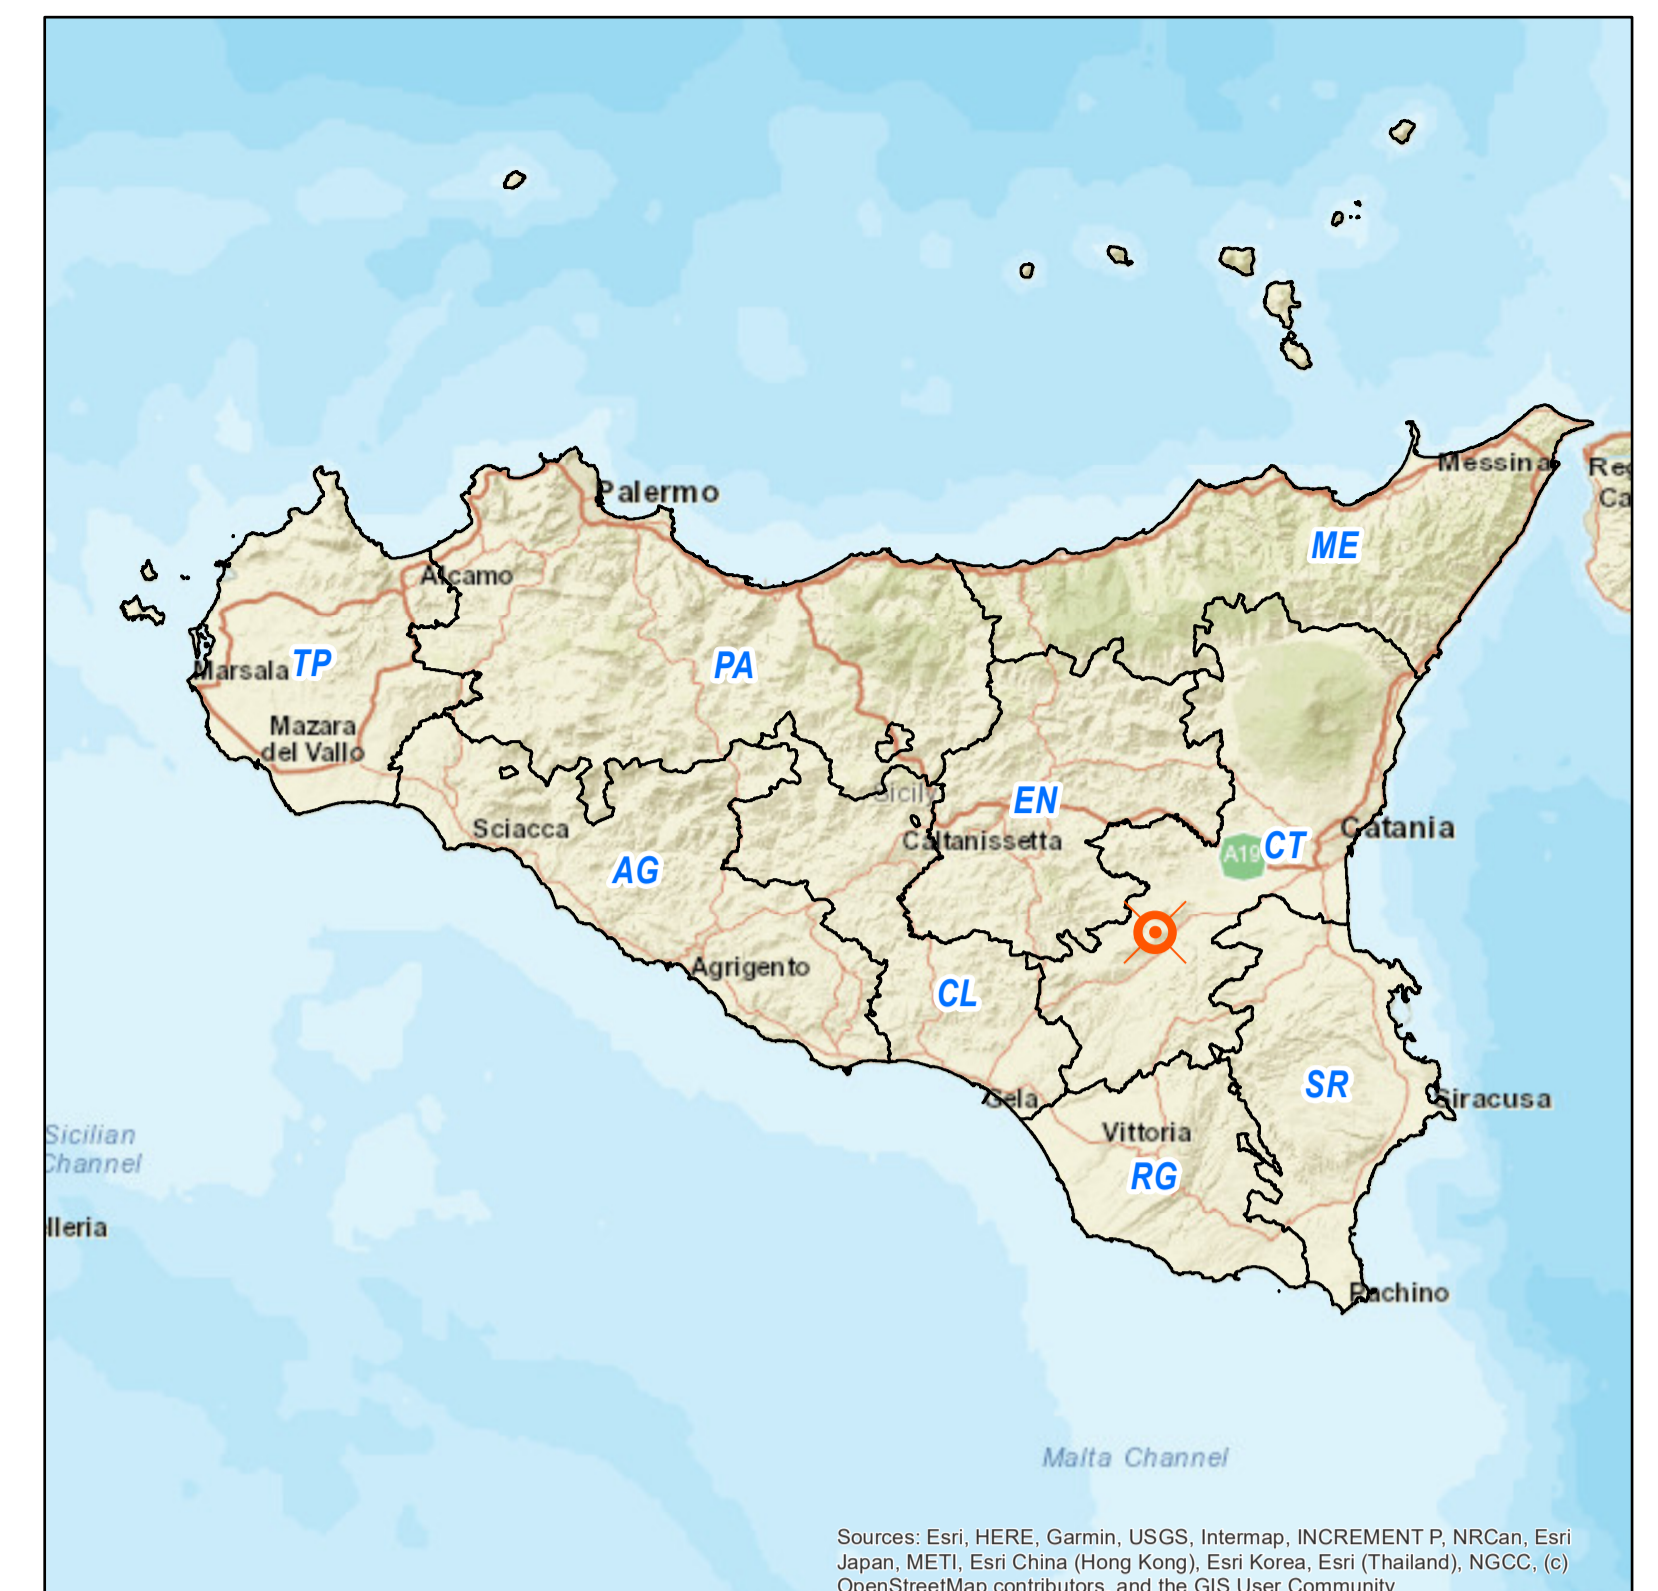 Messina
Reg
Ca
Palermo
ME
Alcamo
Marsala
TP
PA
Mazara
del Vallo
Sicily
EN
Sciacca
Caltanissetta
A19
CT
Catania
AG
Agrigento
CL
SR
Gela
Siracusa
Vittoria
Sicilian
Channel
RG
lleria
Pachino
Malta Channel
Sources: Esri, HERE, Garmin, USGS, Intermap, INCREMENT P, NRCan, Esri
Japan, METI, Esri China (Hong Kong), Esri Korea, Esri (Thailand), NGCC, (c)
OpenStreetMap contributors, and the GIS User Community